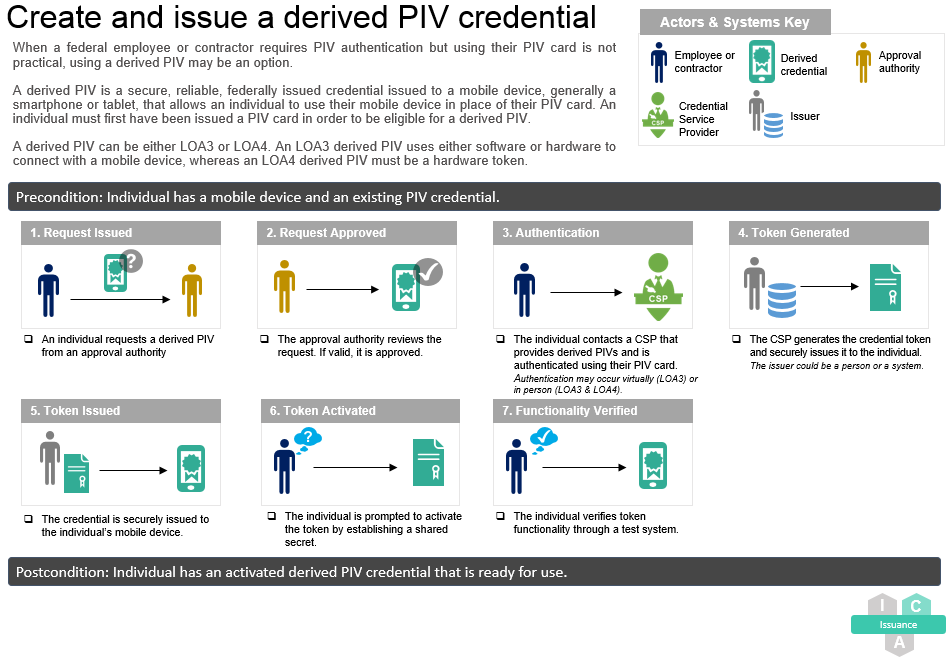 Create and issue a derived PIV credential
When a federal employee or contractor requires PIV authentication but using their PIV card is not
practical, using a derived PIV may be an option.
A derived PIV is a secure, reliable, federally issued credential issued to a mobile device, generally a
smartphone or tablet, that allows an individual to use their mobile device in place of their PIV card. An
individual must first have been issued a PIV card in order to be eligible for a derived PIV.
A derived PIV can be either LOA3 or LOA4. An LOA3 derived PIV uses either software or hardware to
connect with a mobile device, whereas an LOA4 derived PIV must be a hardware token.
Actors & Systems Key
Employee or
contractor
Derived
credential
Approval
authority
CSP
Credential
Service
Provider
Issuer
Precondition: Individual has a mobile device and an existing PIV credential.
1. Request Issued
?
An individual requests a derived PIV
from an approval authority
2. Request Approved
The approval authority reviews the
request. If valid, it is approved.
3. Authentication
CSP
The individual contacts a CSP that
provides derived PIVs and is
authenticated using their PIV card.
Authentication may occur virtually (LOA3) or
in person (LOA3 & LOA4).
4. Token Generated
The CSP generates the credential token
and securely issues it to the individual.
The issuer could be a person or a system.
5. Token Issued
The credential is securely issued to
the individual's mobile device.
6. Token Activated
?
The individual is prompted to activate
the token by establishing a shared
secret.
7. Functionality Verified
The individual verifies token
functionality through a test system.
Postcondition: Individual has an activated derived PIV credential that is ready for use.
I C
Issuance
A